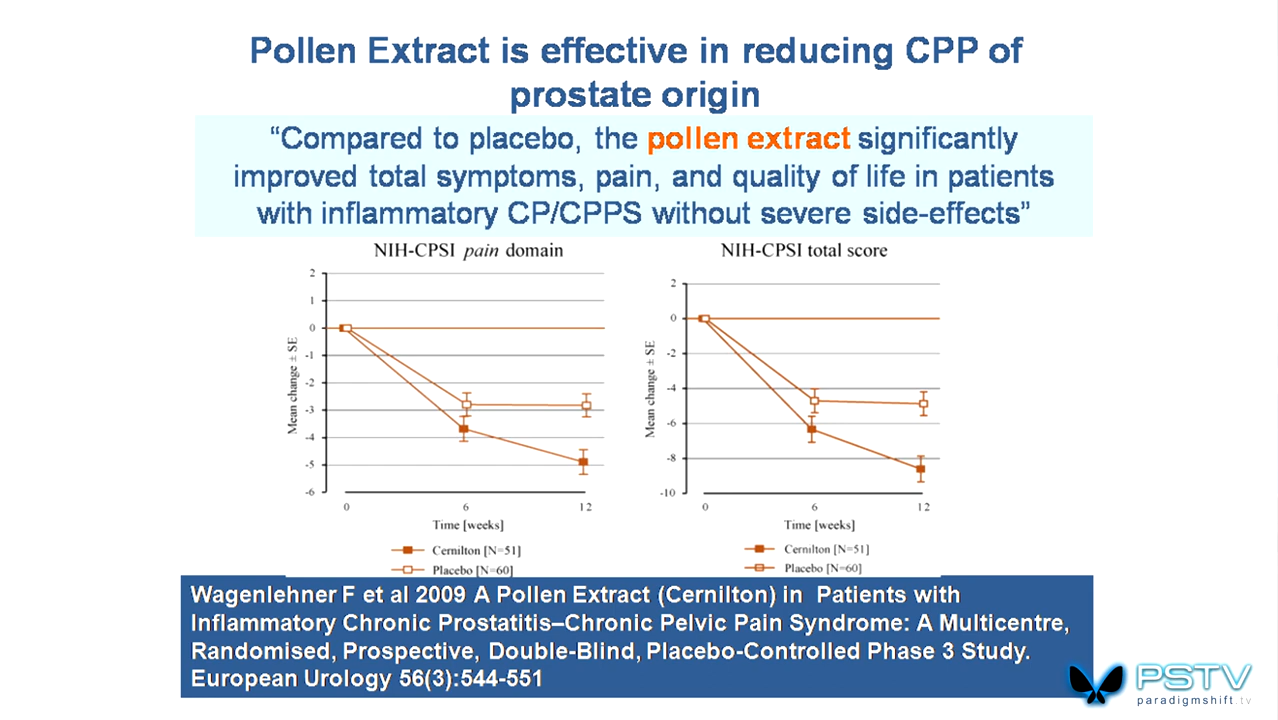 Pollen Extract is effective in reducing CPP of
prostate origin
“Compared to placebo, the pollen extract significantly
improved total symptoms, pain, and quality of life in patients
with inflammatory CP/CPPS without severe side-effects”
NIH-CPSI pain domain
2
1
0
-1
-2
-3
-4
-5
-6
Mean change ± SE
0 6 12
Time [weeks]
Cernilton [N=51]
Placebo [N=60]
NIH-CPSI total score
2
0
-2
-4
-6
-8
-10
Mean change ± SE
0 6 12
Time [weeks]
Cernilton [N=51]
Placebo [N=60]
Wagenlehner F et al 2009 A Pollen Extract (Cernilton) in Patients with
Inflammatory Chronic Prostatitis–Chronic Pelvic Pain Syndrome: A Multicentre,
Randomised, Prospective, Double-Blind, Placebo-Controlled Phase 3 Study.
European Urology 56(3):544-551
PSTV
paradigmshift.tv